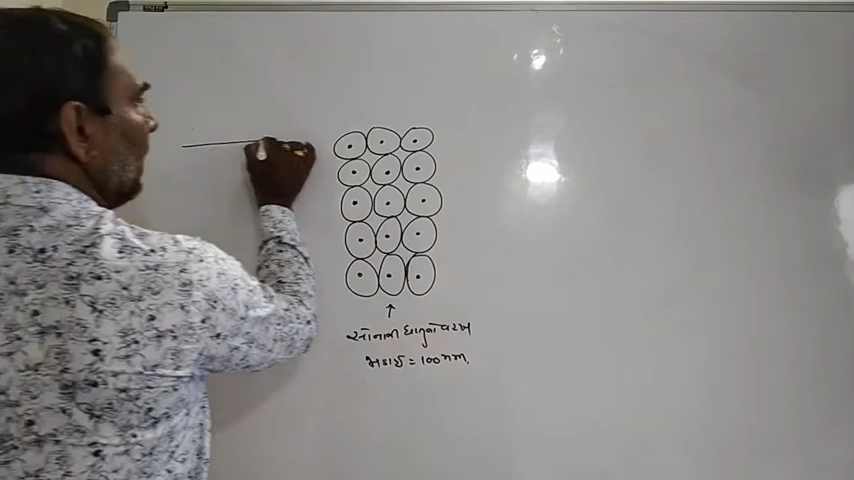 સોનાની ધાતુનો વરખ
જાડાઈ = 100 nm.